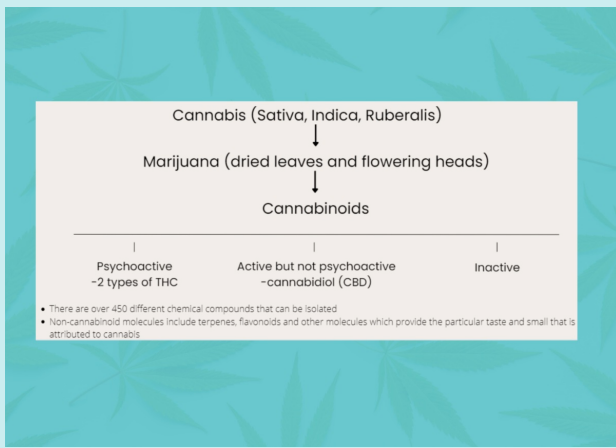 Cannabis (Sativa, Indica, Ruberalis)
Marijuana (dried leaves and flowering heads)
Cannabinoids
Psychoactive
-2 types of THC
Active but not psychoactive
-cannabidiol (CBD)
Inactive
• There are over 450 different chemical compounds that can be isolated
• Non-cannabinoid molecules include terpenes, flavonoids and other molecules which provide the particular taste and small that is
attributed to cannabis